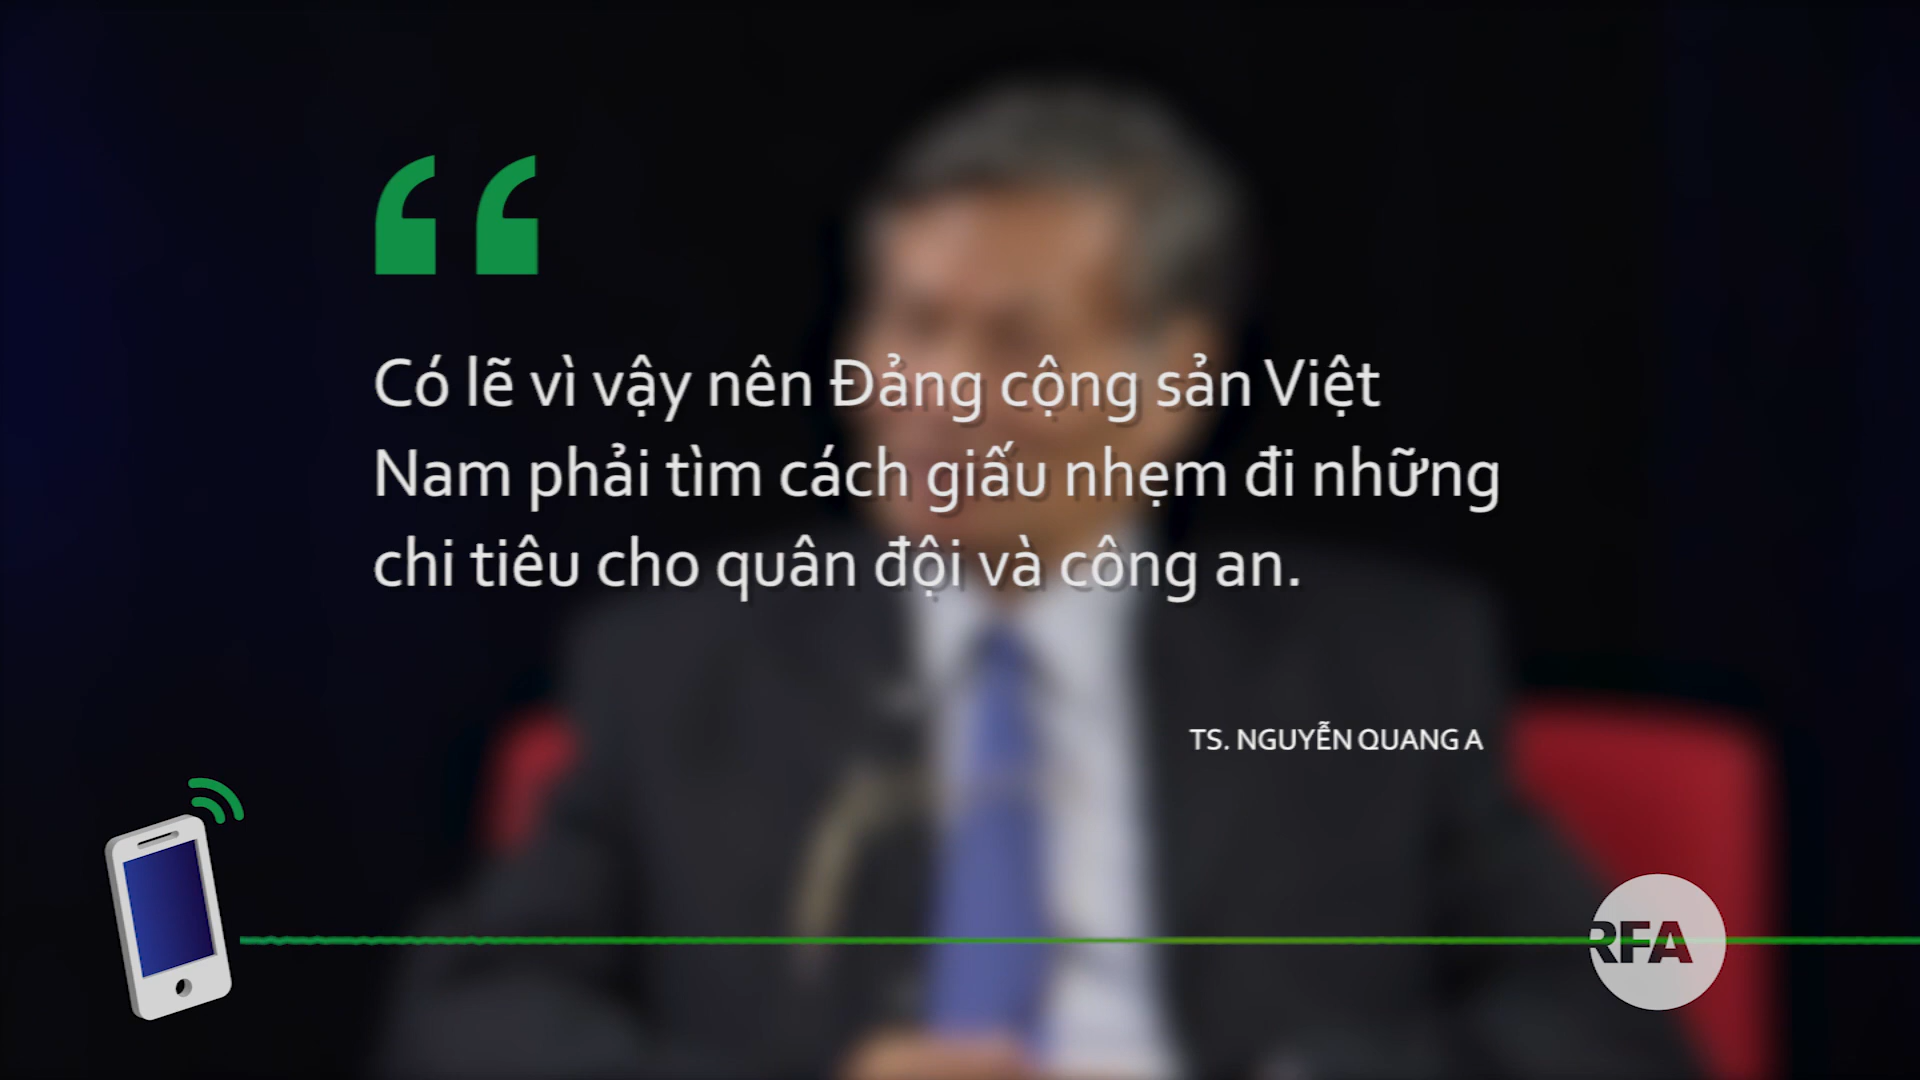 Có lẽ vì vậy nên Đảng cộng sản Việt
Nam phải tìm cách giấu nhẹm đi những
chi tiêu cho quân đội và công an.
TS. NGUYỄN QUANG A
RFA